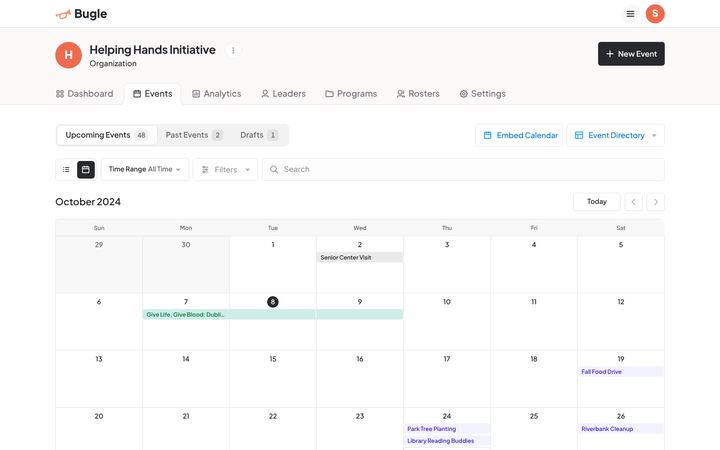 Bugle
S
H
Helping Hands Initiative
Organization
New Event
Dashboard Events Analytics Leaders Programs Rosters Settings
Upcoming Events 48 Past Events 2 Drafts 1
Embed Calendar Event Directory
Time Range All Time Filters Search
October 2024
Today
Sun Mon Tue Wed Thu Fri Sat
29 30 1 2 3 4 5
Senior Center Visit
6 7 8 9 10 11 12
Give Life, Give Blood: Dubli...
13 14 15 16 17 18 19
Fall Food Drive
20 21 22 23 24 25 26
Park Tree Planting Riverbank Cleanup
Library Reading Buddies